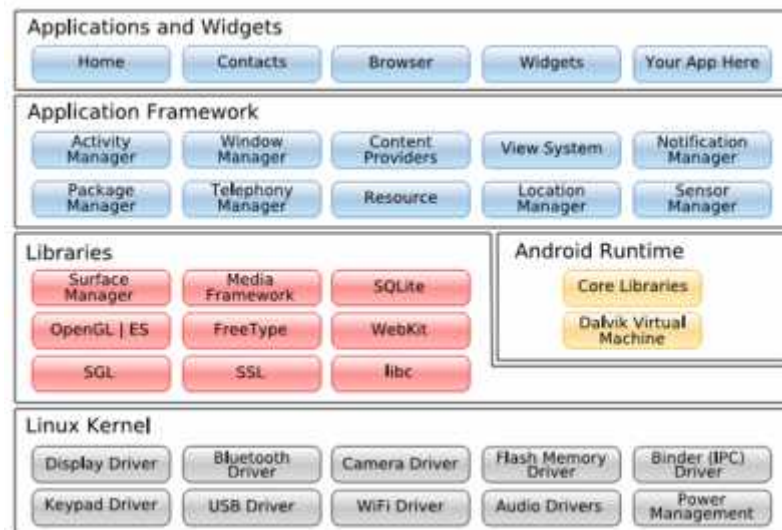 Applications and Widgets
Home
Contacts
Browser
Widgets
Your App Here
Application Framework
Activity
Manager
Window
Manager
Content
Providers
View System
Notification
Manager
Package
Manager
Telephony
Manager
Resource
Location
Manager
Sensor
Manager
Libraries
Surface
Manager
Media
Framework
SQLite
OpenGL | ES
FreeType
WebKit
SGL
SSL
libc
Android Runtime
Core Libraries
Dalvik Virtual
Machine
Linux Kernel
Display Driver
Bluetooth
Driver
Camera Driver
Flash Memory
Driver
Binder (IPC)
Driver
Keypad Driver
USB Driver
WiFi Driver
Audio Drivers
Power
Management